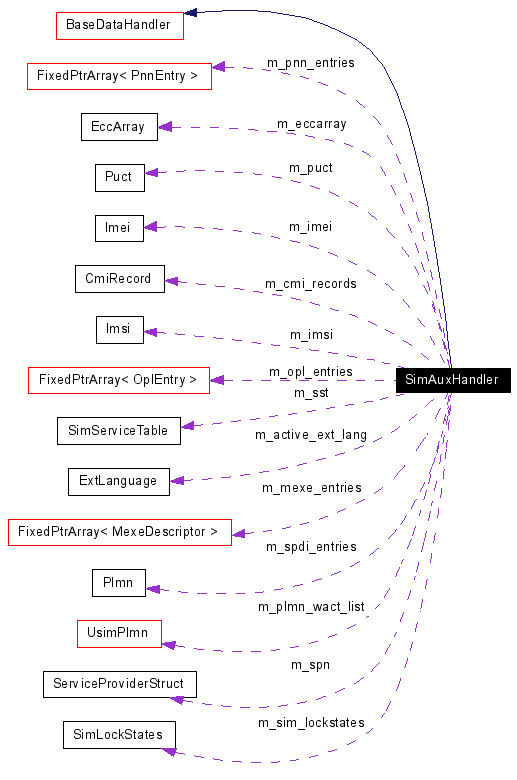 BaseDataHandler
m_pnn_entries
FixedPtrArray< PnnEntry >
m_eccarray
EccArray
m_puct
Puct
m_imei
Imei
m_cmi_records
CmiRecord
m_imsi
Imsi
m_opl_entries
FixedPtrArray< OplEntry >
SimAuxHandler
m_sst
SimServiceTable
m_active_ext_lang
ExtLanguage
m_mexe_entries
FixedPtrArray< MexeDescriptor >
m_spdi_entries
Plmn
m_plmn_wact_list
UsimPlmn
m_spn
ServiceProviderStruct
m_sim_lockstates
SimLockStates